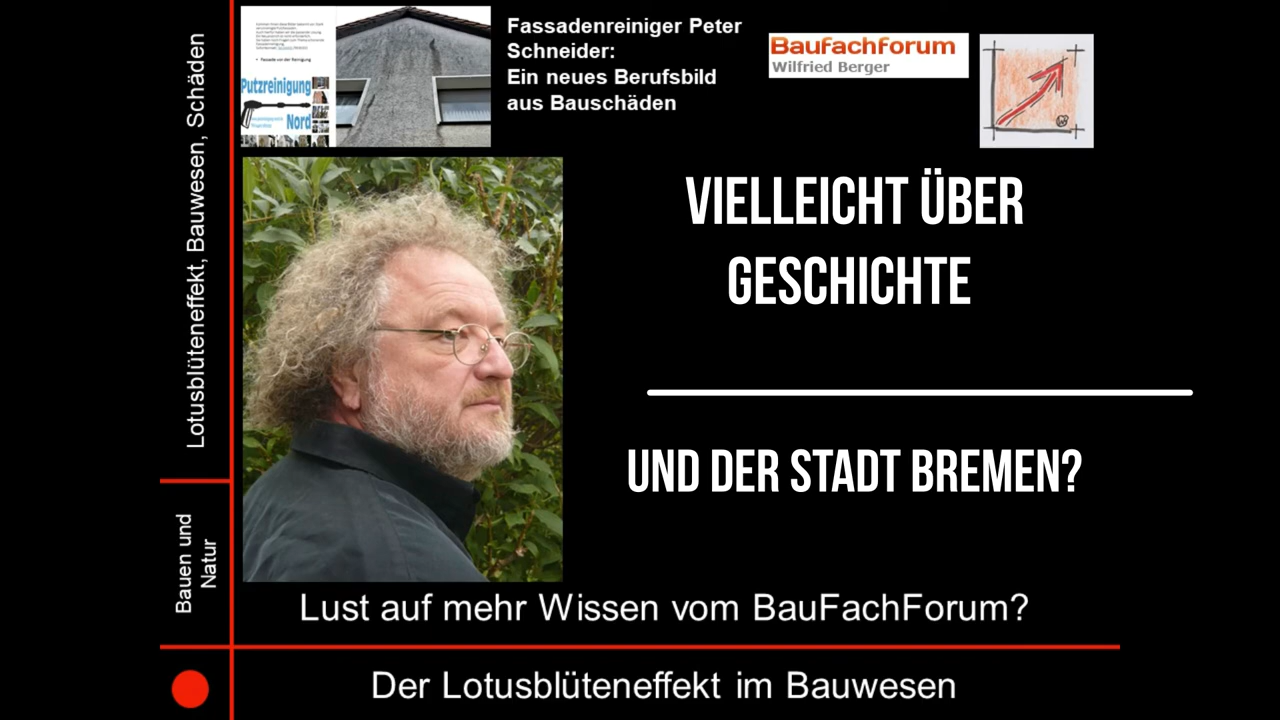 Lotusblüteneffekt, Bauwesen, Schäden
Bauen und
Natur
Putzreinigung
Nord
Fassadenreiniger Peter
Schneider:
Ein neues Berufsbild
aus Bauschäden
Baufachforum
Wilfried Berger
VIELLEICHT ÜBER
GESCHICHTE
UND DER STADT BREMEN?
Lust auf mehr Wissen vom BauFachForum?
Der Lotusblüteneffekt im Bauwesen